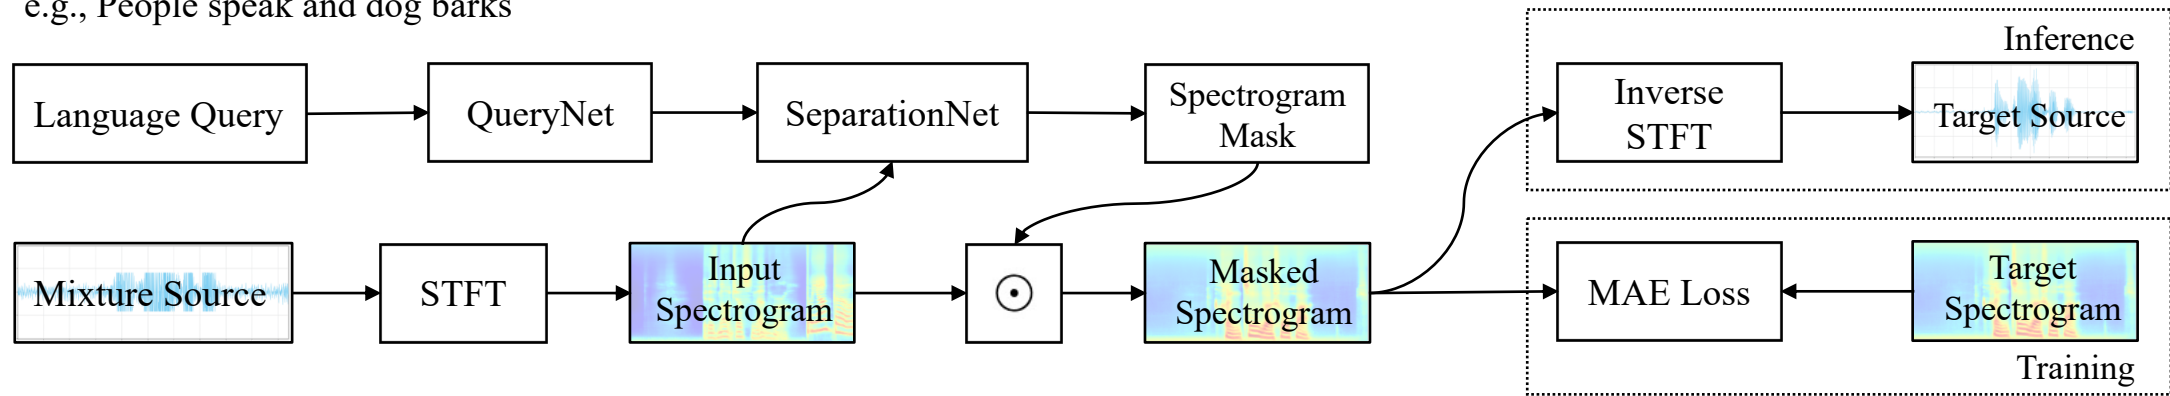 e.g., People speak and dog barks
Inference
Language Query
QueryNet
SeparationNet
Spectrogram
Mask
Inverse
STFT
Target Source
Mixture Source
STFT
Input
Spectrogram
Masked
Spectrogram
MAE Loss
Target
Spectrogram
Training